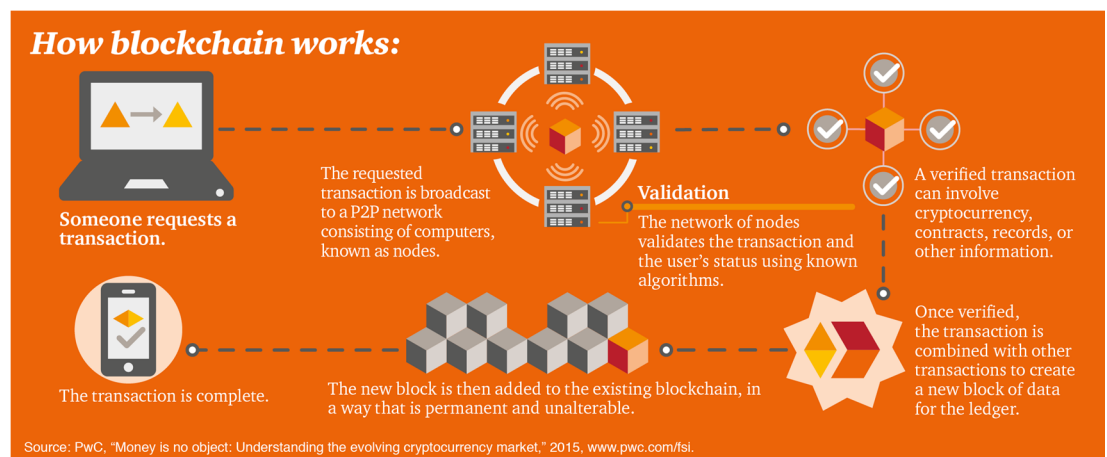 How blockchain works:
Someone requests a
transaction.
The requested
transaction is broadcast
to a P2P network
consisting of computers,
known as nodes.
Validation
The network of nodes
validates the transaction and
the user’s status using known
algorithms.
A verified transaction
can involve
cryptocurrency,
contracts, records, or
other information.
Once verified,
the transaction is
combined with other
transactions to create
a new block of data
for the ledger.
The new block is then added to the existing blockchain, in
a way that is permanent and unalterable.
The transaction is complete.
Source: PwC, “Money is no object: Understanding the evolving cryptocurrency market,” 2015, www.pwc.com/fsi.